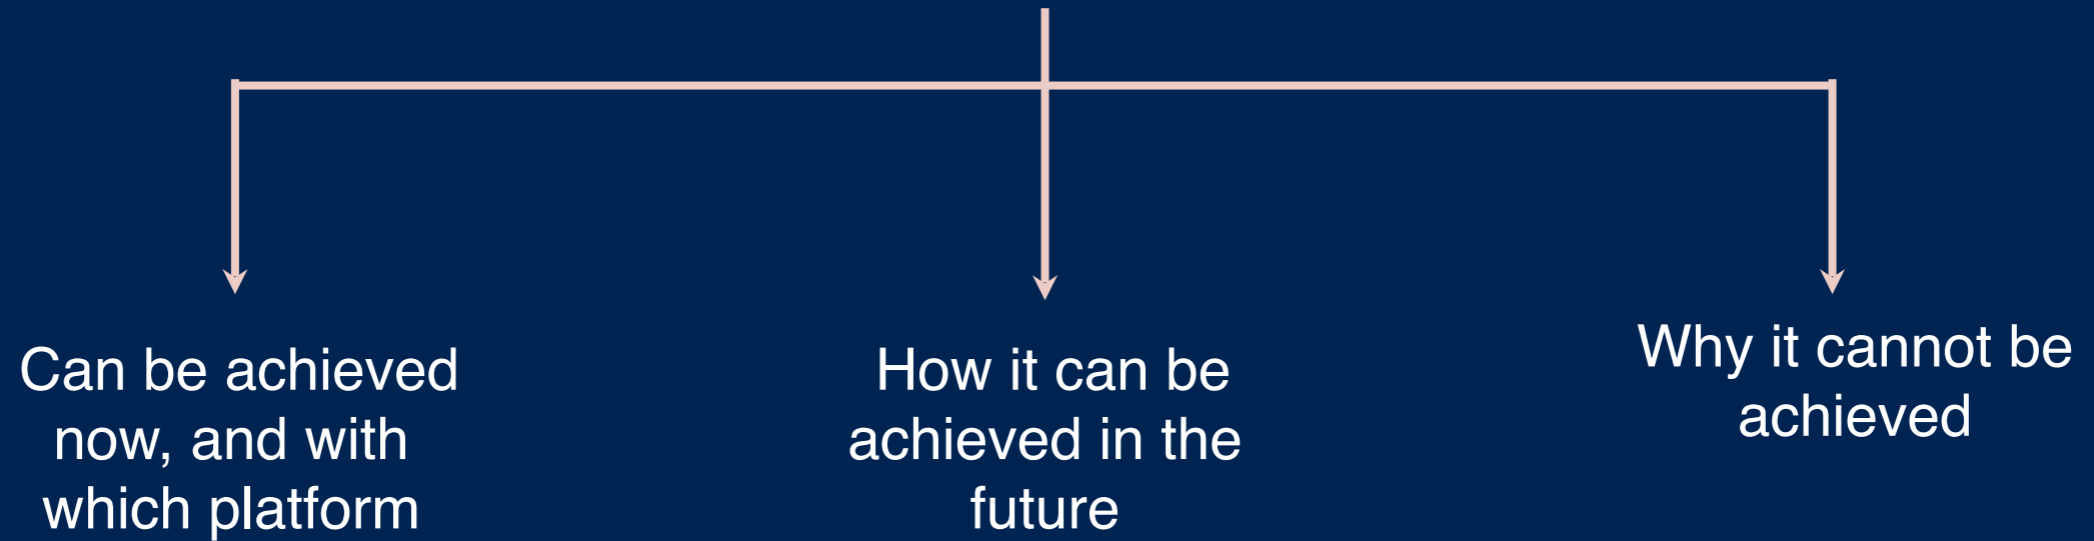 Can be achieved
now, and with
which platform
How it can be
achieved in the
future
Why it cannot be
achieved